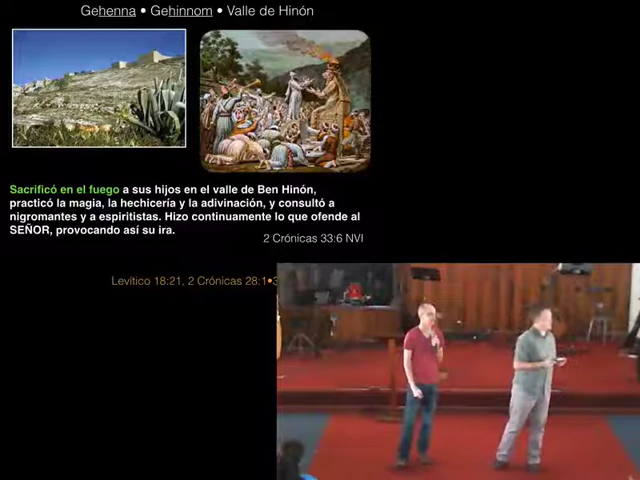 Gehenna • Gehinnom • Valle de Hinón
Sacrificó en el fuego a sus hijos en el valle de Ben Hinón,
practicó la magia, la hechicería y la adivinación, y consultó a
nigromantes y a espiritistas. Hizo continuamente lo que ofende al
SEÑOR, provocando así su ira.
2 Crónicas 33:6 NVI
Levítico 18:21, 2 Crónicas 28:1•3